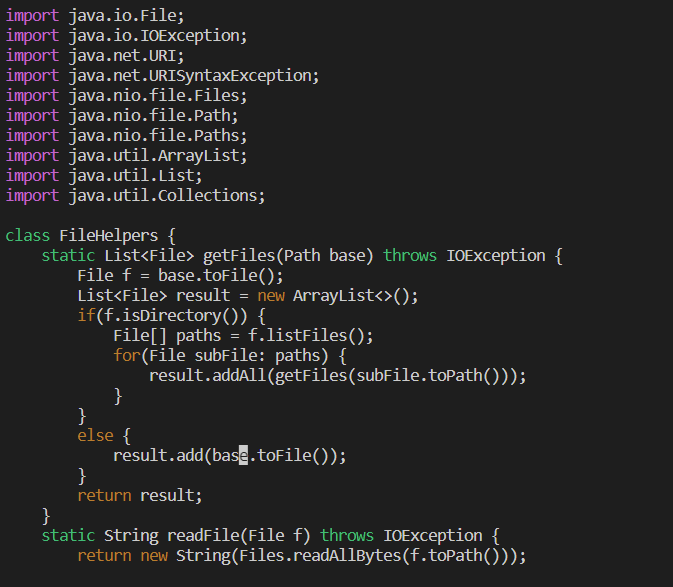 import java.io.File;
import java.io.IOException;
import java.net.URI;
import java.net.URISyntaxException;
import java.nio.file.Files;
import java.nio.file.Path;
import java.nio.file.Paths;
import java.util.ArrayList;
import java.util.List;
import java.util.Collections;

class FileHelpers {
    static List<File> getFiles(Path base) throws IOException {
        File f = base.toFile();
        List<File> result = new ArrayList<>();
        if(f.isDirectory()) {
            File[] paths = f.listFiles();
            for(File subFile: paths) {
                result.addAll(getFiles(subFile.toPath()));
            }
        }
        else {
            result.add(base.toFile());
        }
        return result;
    }
    static String readFile(File f) throws IOException {
        return new String(Files.readAllBytes(f.toPath()));